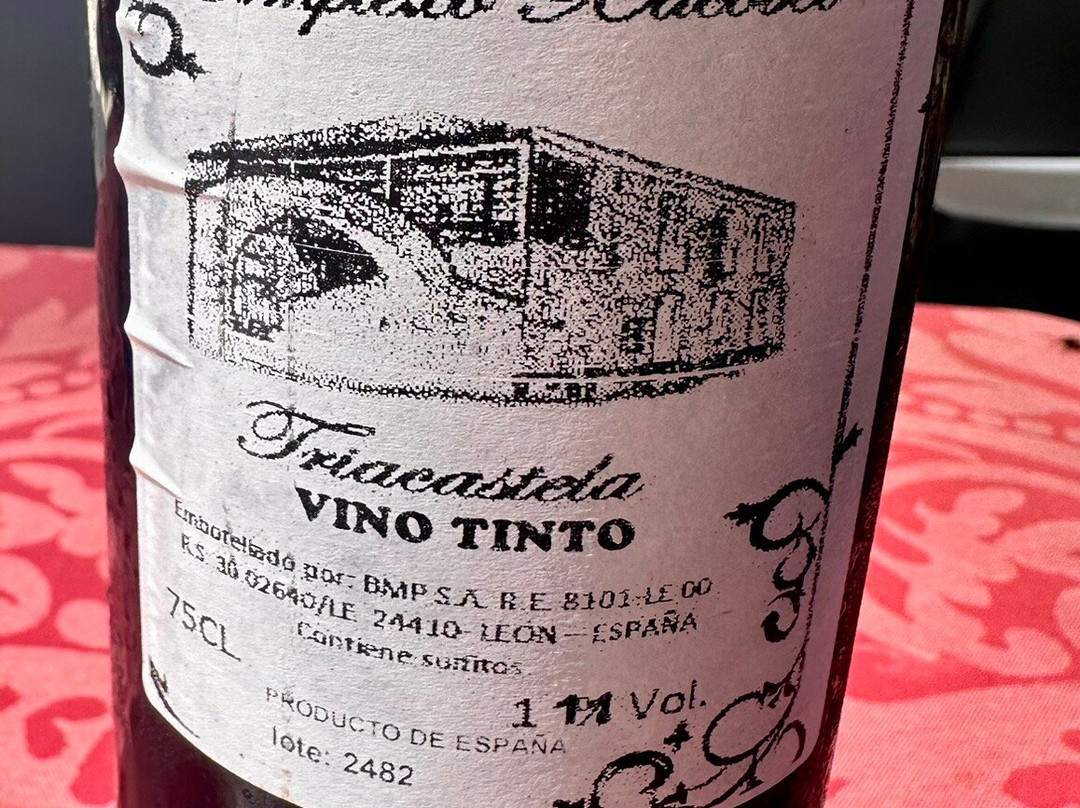 Triacastela
VINO TINTO
Embotellado por: BMP S.A. R.E. 8101-LE 00
R.S. 30.02640/LE 24410- LEON - ESPAÑA
75CL
Contiene sulfitos
Vol.
PRODUCTO DE ESPAÑA
lote: 2482